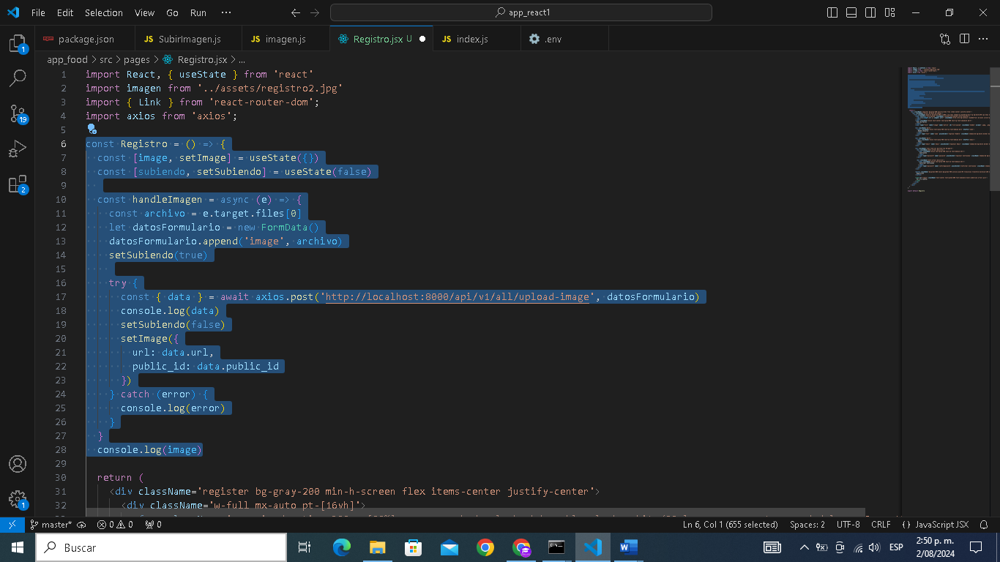 File Edit Selection View Go Run ··· app_react1
package.json JS SubirImagen.js JS imagen.js Registro.jsx U JS index.js .env
app_food > src > pages > Registro.jsx > ...
1 import React, { useState } from 'react'
2 import imagen from '../assets/registro2.jpg'
3 import { Link } from 'react-router-dom';
4 import axios from 'axios';
5
6 const Registro = () => {
7 const [image, setImage] = useState({})
8 const [subiendo, setSubiendo] = useState(false)
9
10 const handleImagen = async (e) => {
11 const archivo = e.target.files[0]
12 let datosFormulario = new FormData()
13 datosFormulario.append('image', archivo)
14 setSubiendo(true)
15
16 try {
17 const { data } = await axios.post('http://localhost:8000/api/v1/all/upload-image', datosFormulario)
18 console.log(data)
19 setSubiendo(false)
20 setImage({
21 url: data.url,
22 public_id: data.public_id
23 })
24 } catch (error) {
25 console.log(error)
26 }
27 }
28 console.log(image)
29
30 return (
31 <div className="register bg-gray-200 min-h-screen flex items-center justify-center">
32 <div className="w-full mx-auto pt-[16vh]">
1
19
2
1
master* 0 0 0 Ln 6, Col 1 (655 selected) Spaces: 2 UTF-8 CRLF {} JavaScript JSX
Buscar ESP 2:50 p. m.
2/08/2024